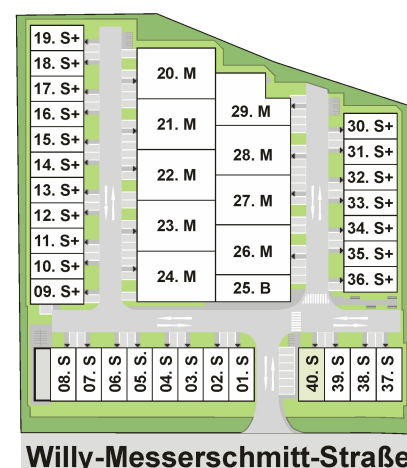 19. S+
18. S+
17. S+
16. S+
15. S+
14. S+
13. S+
12. S+
11. S+
10. S+
09. S+
20. M
21. M
22. M
23. M
24. M
29. M
28. M
27. M
26. M
25. B
30. S+
31. S+
32. S+
33. S+
34. S+
35. S+
36. S+
08. S
07. S
06. S
05. S.
04. S
03. S
02. S
01. S
40. S
39. S
38. S
37. S
Willy-Messerschmitt-Straße